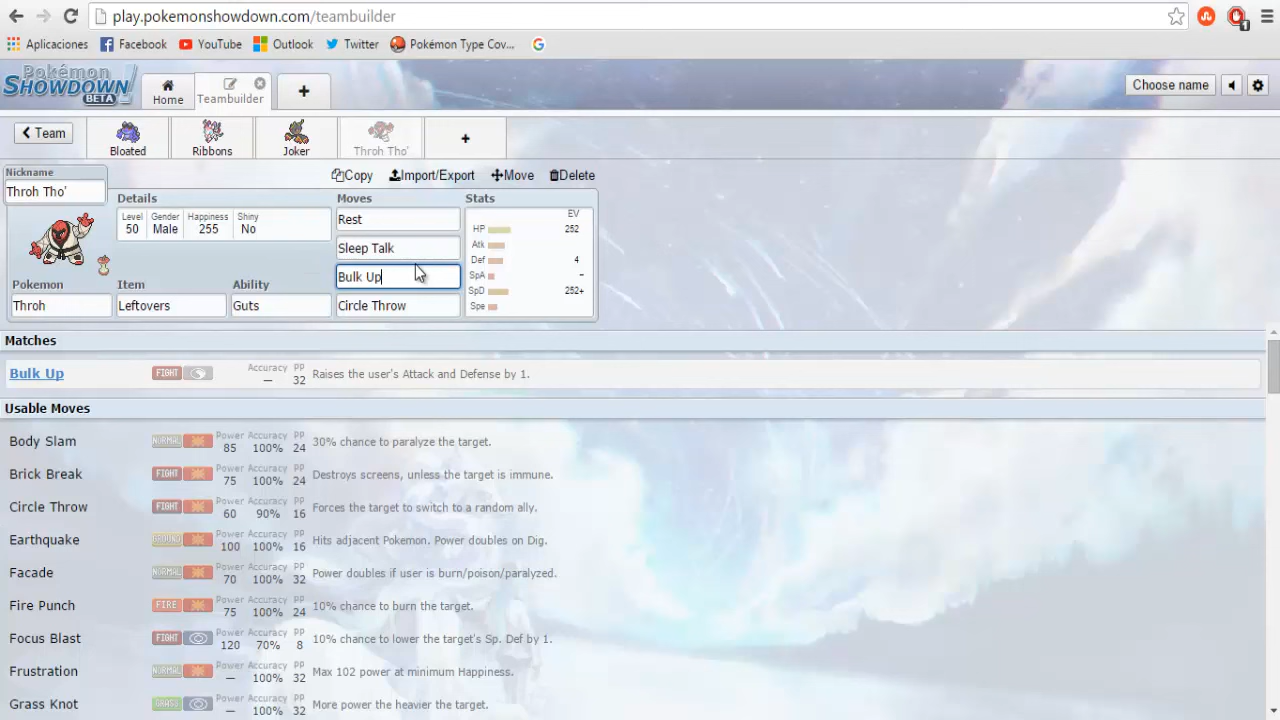 play.pokemonshowdown.com/teambuilder
Aplicaciones Facebook YouTube Outlook Twitter Pokémon Type Cov...
Pokémon
SHOWDOWN!
BETA
Home
Teambuilder
+
Choose name
Team
Bloated
Ribbons
Joker
Throh Tho'
+
Nickname
Throh Tho'
Copy Import/Export Move Delete
Details
Level Gender Happiness Shiny
50 Male 255 No
Pokemon
Throh
Item
Leftovers
Ability
Guts
Moves
Rest
Sleep Talk
Bulk Up
Circle Throw
Stats
EV
HP 252
Atk
Def 4
SpA –
SpD 252+
Spe
Matches
Bulk Up FIGHT Accuracy — PP 32 Raises the user's Attack and Defense by 1.
Usable Moves
Body Slam NORMAL Power 85 Accuracy 100% PP 24 30% chance to paralyze the target.
Brick Break FIGHT Power 75 Accuracy 100% PP 24 Destroys screens, unless the target is immune.
Circle Throw FIGHT Power 60 Accuracy 90% PP 16 Forces the target to switch to a random ally.
Earthquake GROUND Power 100 Accuracy 100% PP 16 Hits adjacent Pokemon. Power doubles on Dig.
Facade NORMAL Power 70 Accuracy 100% PP 32 Power doubles if user is burn/poison/paralyzed.
Fire Punch FIRE Power 75 Accuracy 100% PP 24 10% chance to burn the target.
Focus Blast FIGHT Power 120 Accuracy 70% PP 8 10% chance to lower the target's Sp. Def by 1.
Frustration NORMAL Power — Accuracy 100% PP 32 Max 102 power at minimum Happiness.
Grass Knot GRASS Power — Accuracy 100% PP 32 More power the heavier the target.